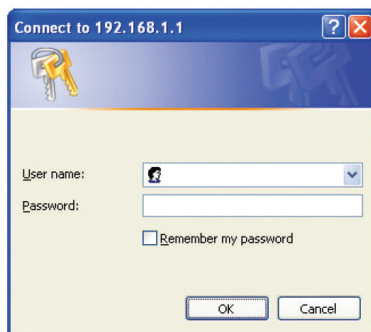 Connect to 192.168.1.1
User name:
Password:
Remember my password
OK
Cancel